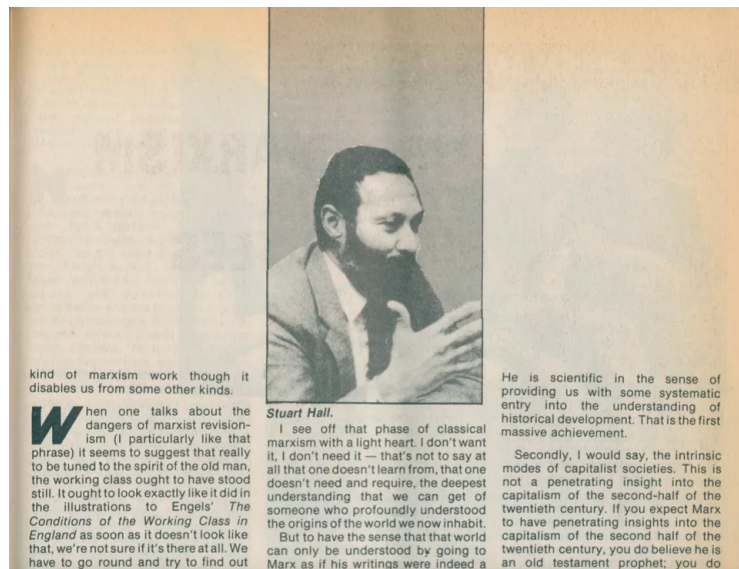 kind of marxism work though it
disables us from some other kinds.
When one talks about the
dangers of marxist revision-
ism (I particularly like that
phrase) it seems to suggest that really
to be tuned to the spirit of the old man,
the working class ought to have stood
still. It ought to look exactly like it did in
the illustrations to Engels' The
Conditions of the Working Class in
England as soon as it doesn't look like
that, we're not sure if it's there at all. We
have to go round and try to find out
Stuart Hall.
I see off that phase of classical
marxism with a light heart. I don't want
it, I don't need it — that's not to say at
all that one doesn't learn from, that one
doesn't need and require, the deepest
understanding that we can get of
someone who profoundly understood
the origins of the world we now inhabit.
But to have the sense that that world
can only be understood by going to
Marx as if his writings were indeed a
He is scientific in the sense of
providing us with some systematic
entry into the understanding of
historical development. That is the first
massive achievement.
Secondly, I would say, the intrinsic
modes of capitalist societies. This is
not a penetrating insight into the
capitalism of the second-half of the
twentieth century. If you expect Marx
to have penetrating insights into the
capitalism of the second half of the
twentieth century, you do believe he is
an old testament prophet; you do